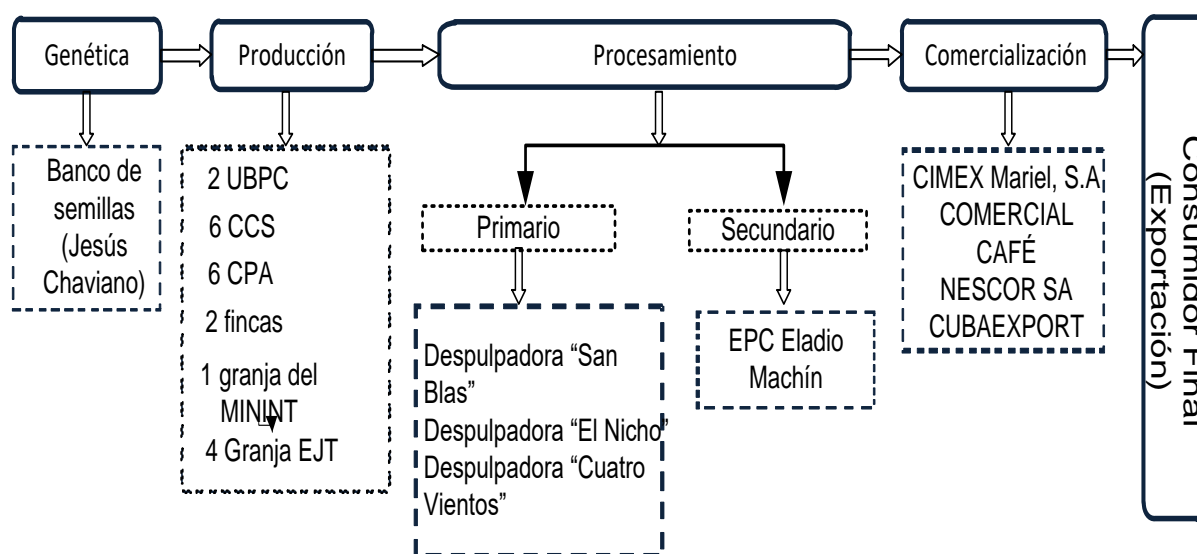 Genética
Producción
Procesamiento
Comercialización
Banco de
semillas
(Jesús
Chaviano)
2 UBPC
6 CCS
6 CPA
2 fincas
1 granja del
MININT
4 Granja EJT
Primario
Secundario
Despulpadora “San
Blas”
Despulpadora “El Nicho”
Despulpadora “Cuatro
Vientos”
EPC Eladio
Machín
CIMEX Mariel, S.A
COMERCIAL
CAFÉ
NESCOR SA
CUBAEXPORT
Consumidor Final
(Exportación)